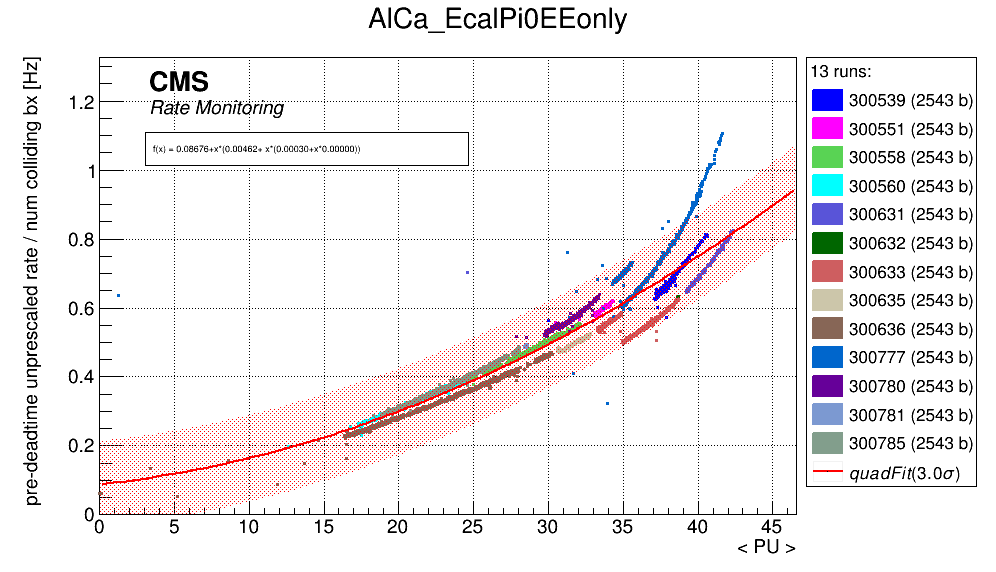 AlCa_EcalPi0EEonly
pre-deadtime unprescaled rate / num colliding bx [Hz]
CMS
Rate Monitoring
f(x) = 0.08676+x*(0.00462+ x*(0.00030+x*0.00000))
1.2
1
0.8
0.6
0.4
0.2
0
0 5 10 15 20 25 30 35 40 45
< PU >
13 runs:
300539 (2543 b)
300551 (2543 b)
300558 (2543 b)
300560 (2543 b)
300631 (2543 b)
300632 (2543 b)
300633 (2543 b)
300635 (2543 b)
300636 (2543 b)
300777 (2543 b)
300780 (2543 b)
300781 (2543 b)
300785 (2543 b)
quadFit(3.0σ)